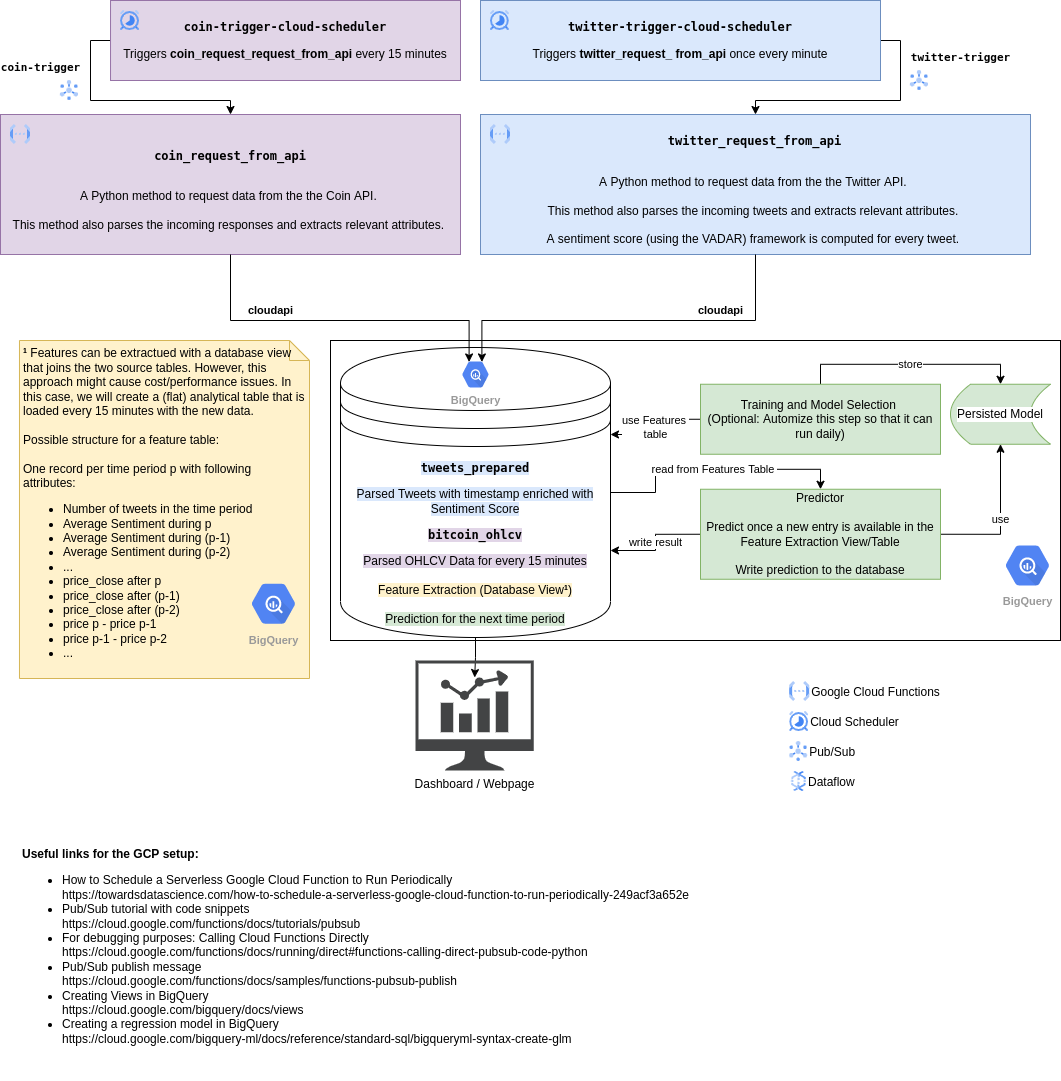 coin-trigger-cloud-scheduler
Triggers coin_request_request_from_api every 15 minutes
twitter-trigger-cloud-scheduler
Triggers twitter_request_ from_api once every minute
coin-trigger
twitter-trigger
coin_request_from_api
A Python method to request data from the the Coin API.
This method also parses the incoming responses and extracts relevant attributes.
twitter_request_from_api
A Python method to request data from the the Twitter API.
This method also parses the incoming tweets and extracts relevant attributes.
A sentiment score (using the VADAR) framework is computed for every tweet.
cloudapi
cloudapi
¹ Features can be extractued with a database view
that joins the two source tables. However, this
approach might cause cost/performance issues. In
this case, we will create a (flat) analytical table that is
loaded every 15 minutes with the new data.
Possible structure for a feature table:
One record per time period p with following
attributes:
• Number of tweets in the time period
• Average Sentiment during p
• Average Sentiment during (p-1)
• Average Sentiment during (p-2)
• ...
• price_close after p
• price_close after (p-1)
• price_close after (p-2)
• price p - price p-1
• price p-1 - price p-2
• ...
BigQuery
BigQuery
tweets_prepared
Parsed Tweets with timestamp enriched with
Sentiment Score
bitcoin_ohlcv
Parsed OHLCV Data for every 15 minutes
Feature Extraction (Database View¹)
Prediction for the next time period
use Features
table
Training and Model Selection
(Optional: Automize this step so that it can
run daily)
store
Persisted Model
read from Features Table
Predictor
Predict once a new entry is available in the
Feature Extraction View/Table
Write prediction to the database
write result
use
BigQuery
Dashboard / Webpage
Google Cloud Functions
Cloud Scheduler
Pub/Sub
Dataflow
Useful links for the GCP setup:
• How to Schedule a Serverless Google Cloud Function to Run Periodically
https://towardsdatascience.com/how-to-schedule-a-serverless-google-cloud-function-to-run-periodically-249acf3a652e
• Pub/Sub tutorial with code snippets
https://cloud.google.com/functions/docs/tutorials/pubsub
• For debugging purposes: Calling Cloud Functions Directly
https://cloud.google.com/functions/docs/running/direct#functions-calling-direct-pubsub-code-python
• Pub/Sub publish message
https://cloud.google.com/functions/docs/samples/functions-pubsub-publish
• Creating Views in BigQuery
https://cloud.google.com/bigquery/docs/views
• Creating a regression model in BigQuery
https://cloud.google.com/bigquery-ml/docs/reference/standard-sql/bigqueryml-syntax-create-glm